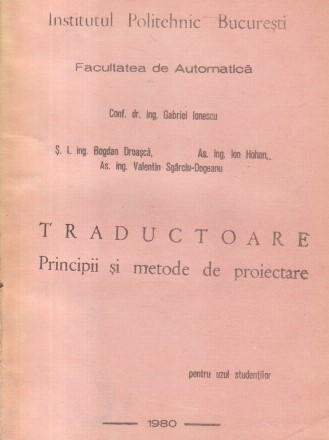 Institutul Politehnic București
Facultatea de Automatică
Conf. dr. ing. Gabriel Ionescu
Ș. l. ing. Bogdan Droașcă, As. ing. Ion Hohan,
As. ing. Valentin Sgârciu-Degeanu
TRADUCTOARE
Principii și metode de proiectare
pentru uzul studenților
1980